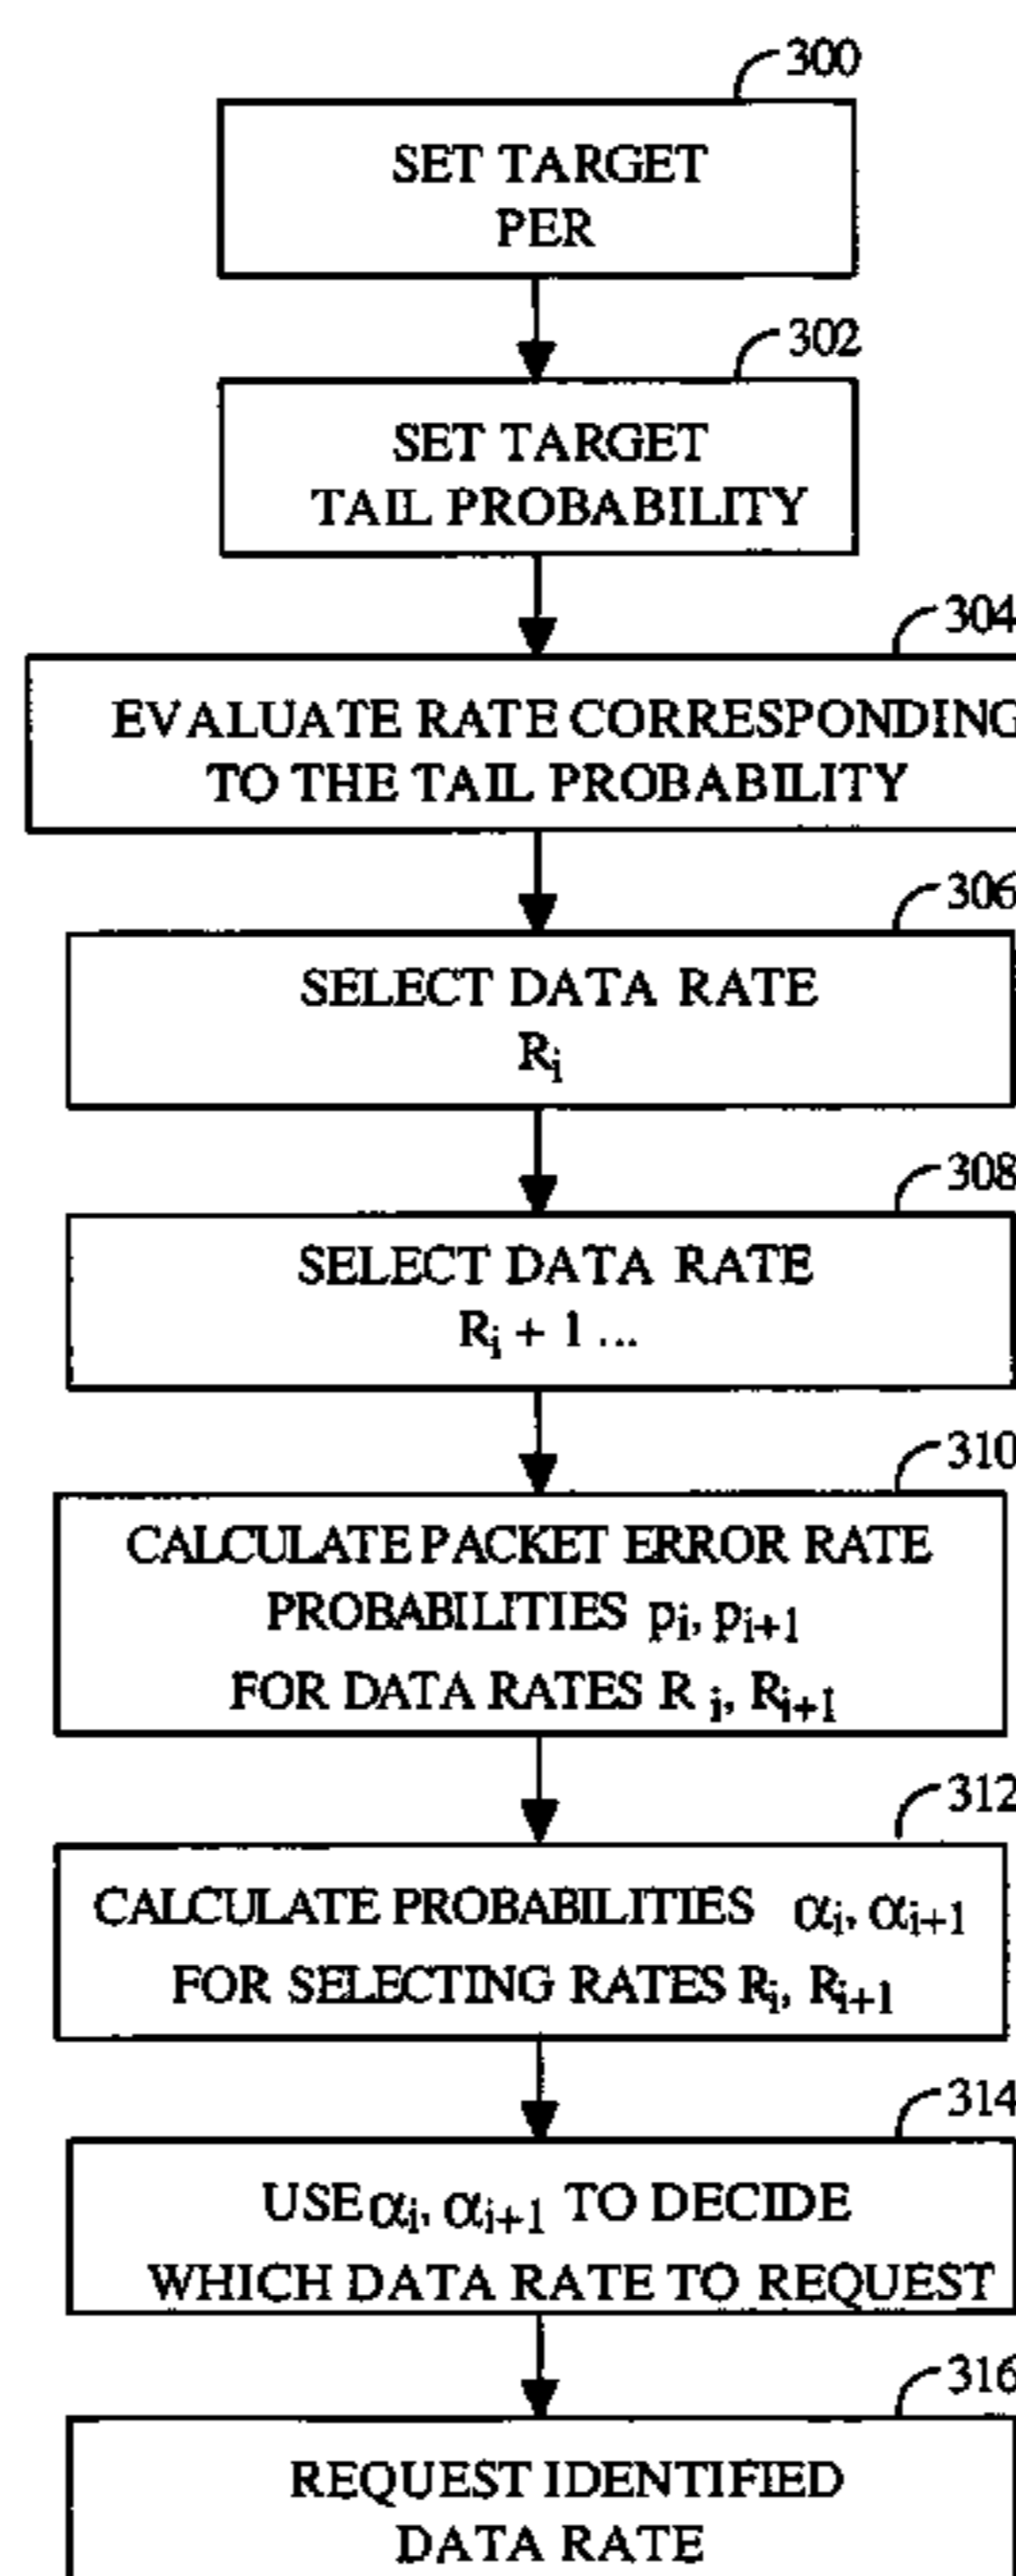 300
SET TARGET
PER
302
SET TARGET
TAIL PROBABILITY
304
EVALUATE RATE CORRESPONDING
TO THE TAIL PROBABILITY
306
SELECT DATA RATE
Ri
308
SELECT DATA RATE
Ri + 1 ...
310
CALCULATE PACKET ERROR RATE
PROBABILITIES pi, pi+1
FOR DATA RATES R i, Ri+1
312
CALCULATE PROBABILITIES αi, αi+1
FOR SELECTING RATES Ri, Ri+1
314
USE αi, αi+1 TO DECIDE
WHICH DATA RATE TO REQUEST
316
REQUEST IDENTIFIED
DATA RATE